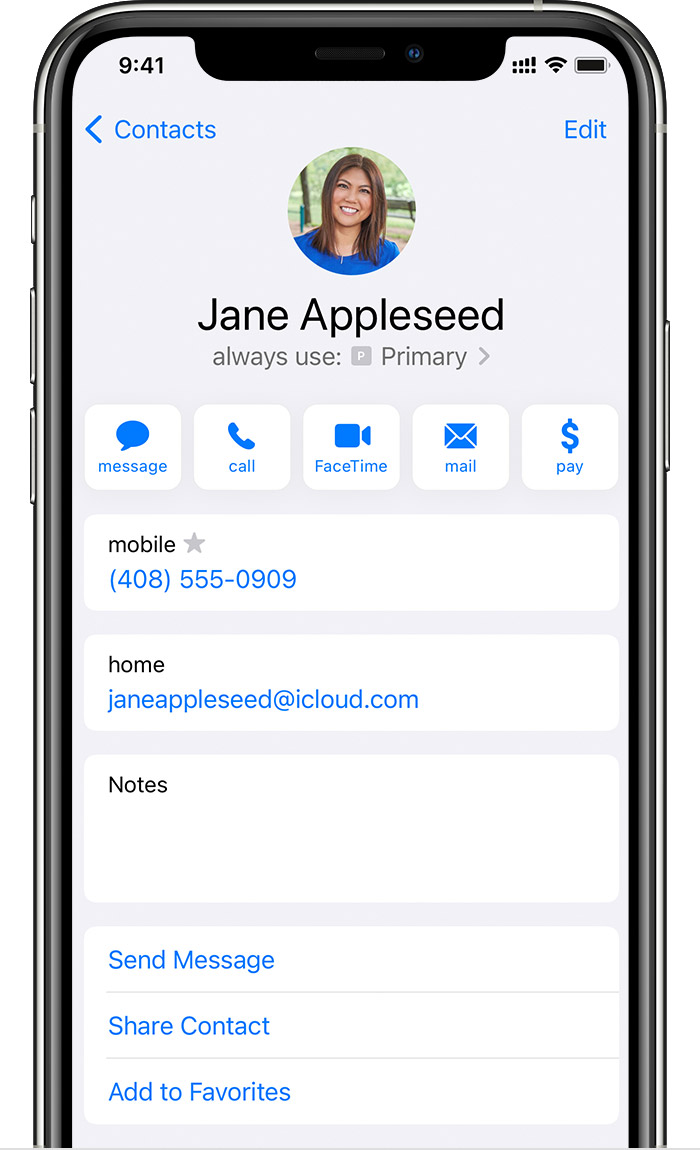 9:41
Contacts
Edit
Jane Appleseed
always use: P Primary
message
call
FaceTime
mail
pay
mobile
(408) 555-0909
home
janeappleseed@icloud.com
Notes
Send Message
Share Contact
Add to Favorites